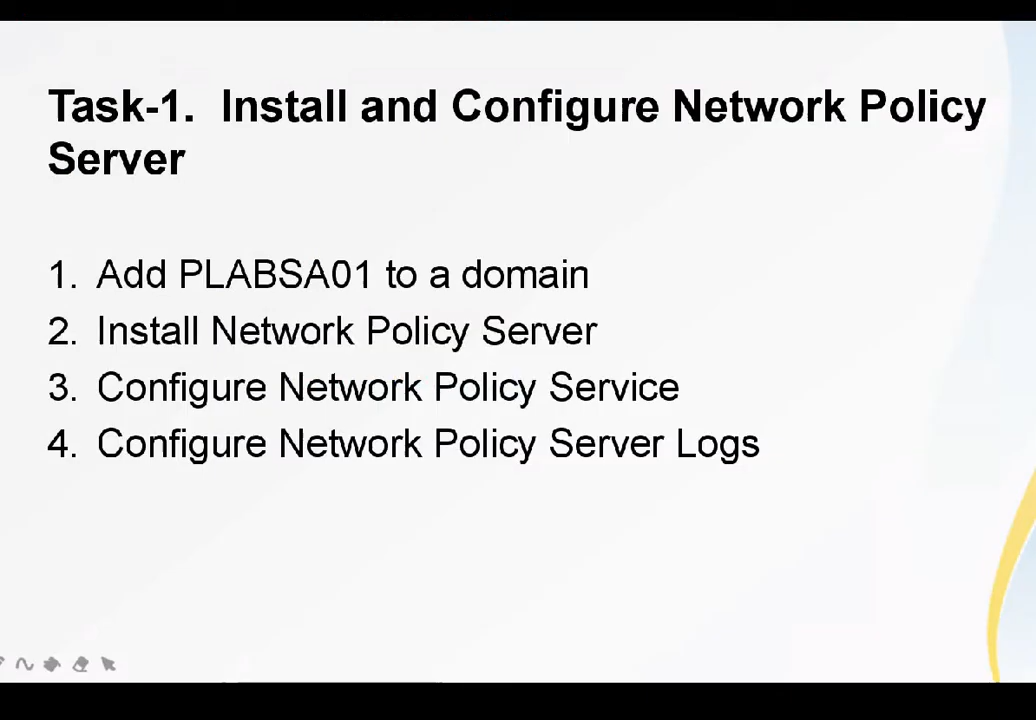 Task-1. Install and Configure Network Policy
Server
1. Add PLABSA01 to a domain
2. Install Network Policy Server
3. Configure Network Policy Service
4. Configure Network Policy Server Logs